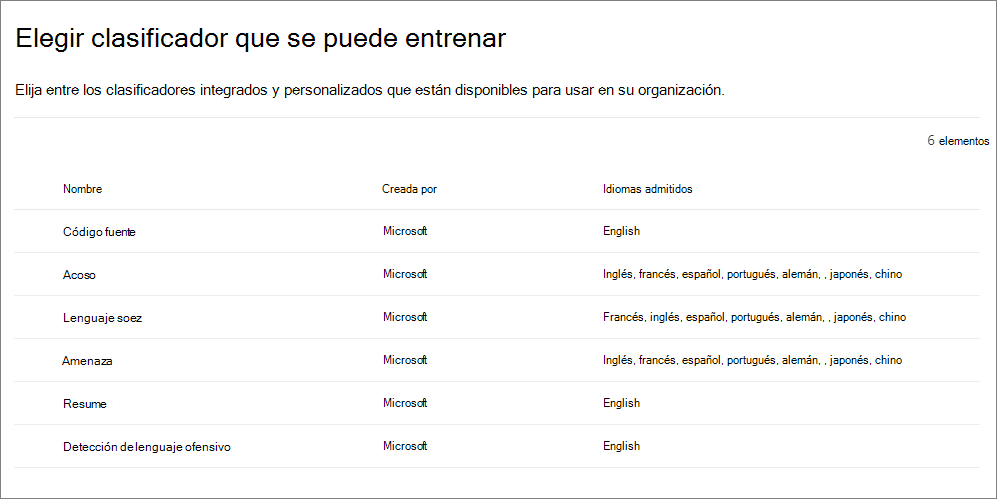 Elegir clasificador que se puede entrenar
Elija entre los clasificadores integrados y personalizados que están disponibles para usar en su organización.
6 elementos
Nombre Creada por Idiomas admitidos
Código fuente Microsoft English
Acoso Microsoft Inglés, francés, español, portugués, alemán, , japonés, chino
Lenguaje soez Microsoft Francés, inglés, español, portugués, alemán, , japonés, chino
Amenaza Microsoft Inglés, francés, español, portugués, alemán, , japonés, chino
Resume Microsoft English
Detección de lenguaje ofensivo Microsoft English